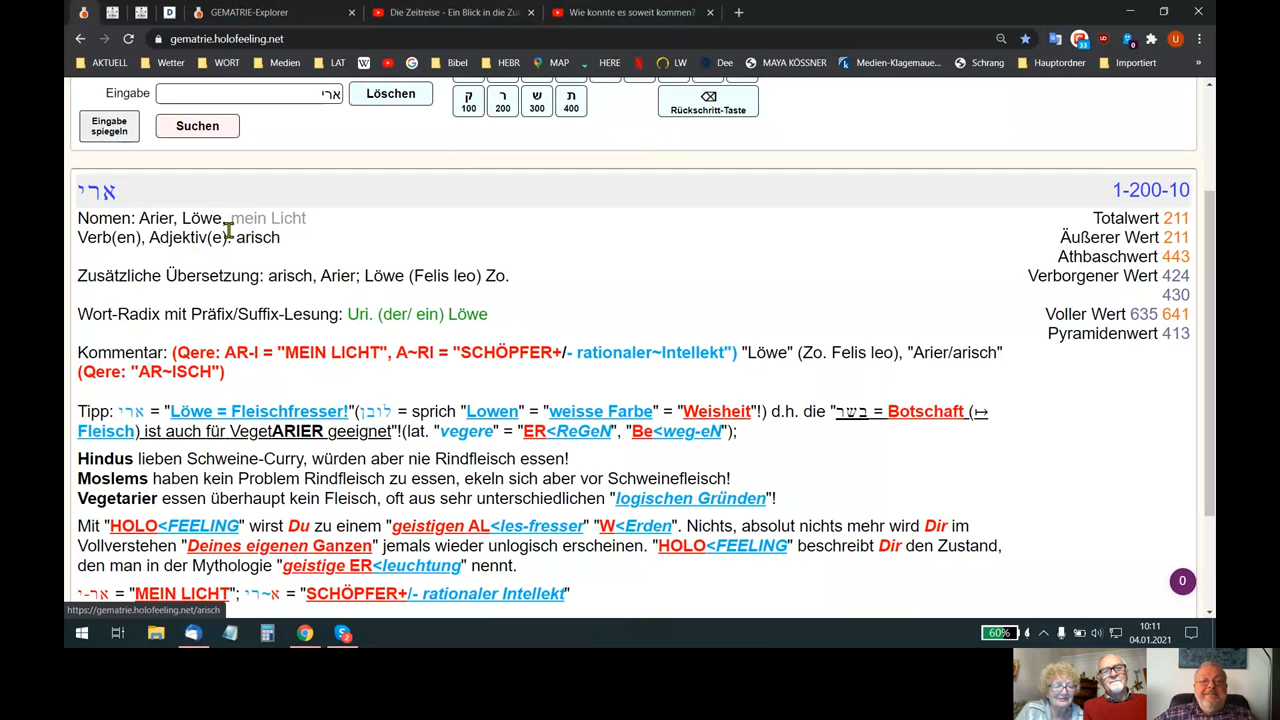 GEMATRIE-Explorer
Die Zeitreise - Ein Blick in die Zu
Wie konnte es soweit kommen?
gematrie.holofeeling.net
AKTUELL Wetter WORT Medien LAT HEBR Bibel MAP HERE LW Dee MAYA KÖSSNER Medien-Klagemaue... Schrang Hauptordner Importiert »
Eingabe ארי Löschen
ק 100 ר 200 ש 300 ת 400 Rückschritt-Taste
Eingabe spiegeln Suchen
ארי 1-200-10
Nomen: Arier, Löwe, mein Licht
Totalwert 211
Verb(en), Adjektiv(e): arisch
Äußerer Wert 211
Athbaschwert 443
Zusätzliche Übersetzung: arisch, Arier; Löwe (Felis leo) Zo.
Verborgener Wert 424
430
Wort-Radix mit Präfix/Suffix-Lesung: Uri. (der/ ein) Löwe
Voller Wert 635 641
Pyramidenwert 413
Kommentar: (Qere: AR-I = "MEIN LICHT", A~RI = "SCHÖPFER+/- rationaler~Intellekt") "Löwe" (Zo. Felis leo), "Arier/arisch"
(Qere: "AR~ISCH")
Tipp: ארי = "Löwe = Fleischfresser!"(לובן = sprich "Lowen" = "weisse Farbe" = "Weisheit"!) d.h. die "בשר = Botschaft (↦
Fleisch) ist auch für VegetARIER geeignet"!(lat. "vegere" = "ER<ReGeN", "Be<weg-eN");
Hindus lieben Schweine-Curry, würden aber nie Rindfleisch essen!
Moslems haben kein Problem Rindfleisch zu essen, ekeln sich aber vor Schweinefleisch!
Vegetarier essen überhaupt kein Fleisch, oft aus sehr unterschiedlichen "logischen Gründen"!
Mit "HOLO<FEELING" wirst Du zu einem "geistigen AL<les-fresser" "W<Erden". Nichts, absolut nichts mehr wird Dir im
Vollverstehen "Deines eigenen Ganzen" jemals wieder unlogisch erscheinen. "HOLO<FEELING" beschreibt Dir den Zustand,
den man in der Mythologie "geistige ER<leuchtung" nennt.
אר-י = "MEIN LICHT"; א~רי = "SCHÖPFER+/- rationaler Intellekt"
0
https://gematrie.holofeeling.net/arisch
60%
10:11
04.01.2021